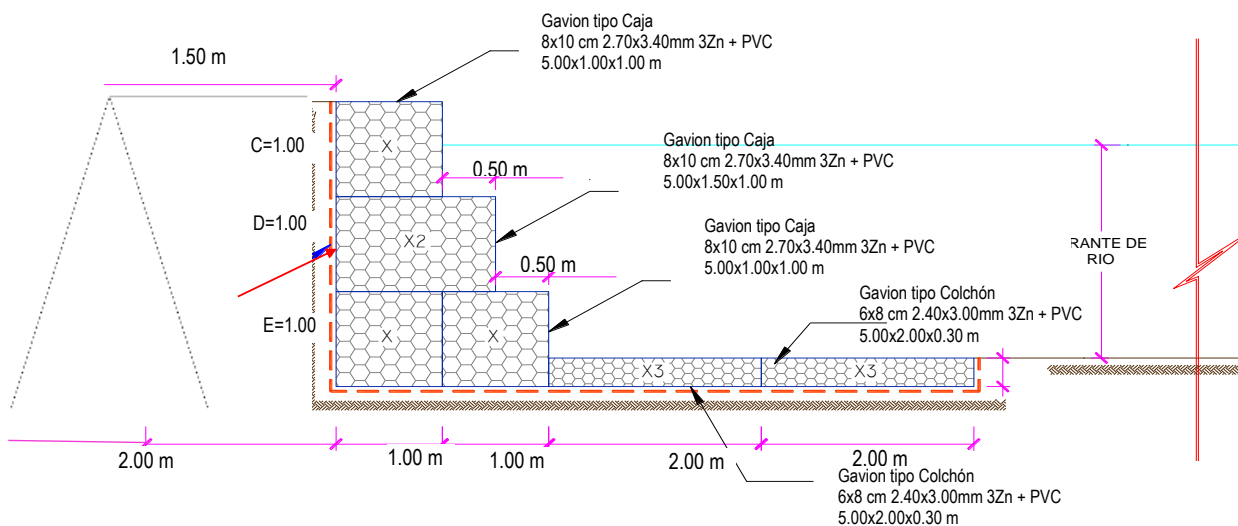 Gavion tipo Caja
8x10 cm 2.70x3.40mm 3Zn + PVC
5.00x1.00x1.00 m
1.50 m
C=1.00
X
Gavion tipo Caja
8x10 cm 2.70x3.40mm 3Zn + PVC
5.00x1.50x1.00 m
0.50 m
D=1.00
X2
Gavion tipo Caja
8x10 cm 2.70x3.40mm 3Zn + PVC
5.00x1.00x1.00 m
0.50 m
RANTE DE
RIO
E=1.00
X
X
Gavion tipo Colchón
6x8 cm 2.40x3.00mm 3Zn + PVC
5.00x2.00x0.30 m
X3
X3
2.00 m
1.00 m
1.00 m
2.00 m
2.00 m
Gavion tipo Colchón
6x8 cm 2.40x3.00mm 3Zn + PVC
5.00x2.00x0.30 m